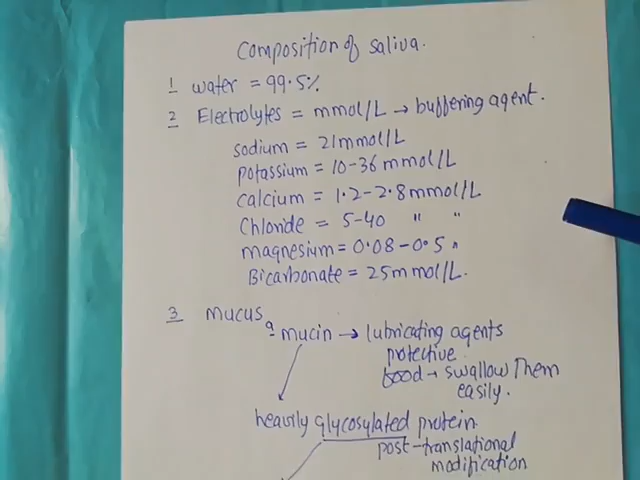 Composition of Saliva.
1 water = 99.5%
2 Electrolytes = mmol/L → buffering agent.
sodium = 21mmol/L
potassium = 10-36 mmol/L
calcium = 1.2-2.8mmol/L
Chloride = 5-40 " "
magnesium = 0.08-0.5 "
Bicarbonate = 25mmol/L.
3 Mucus
a mucin → lubricating agents
protective
food → swallow Them
easily.
heavily glycosylated protein
post-translational
modification